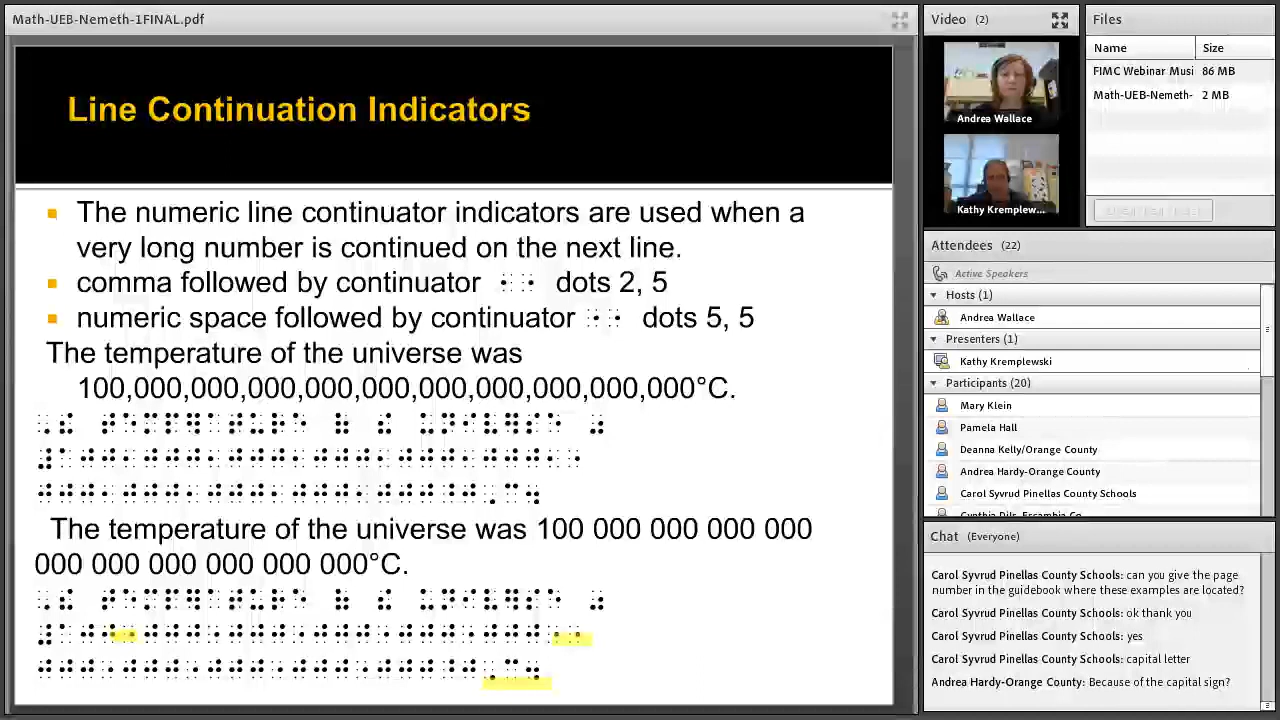 Math-UEB-Nemeth-1FINAL.pdf
Line Continuation Indicators
The numeric line continuator indicators are used when a
very long number is continued on the next line.
comma followed by continuator dots 2, 5
numeric space followed by continuator dots 5, 5
The temperature of the universe was
100,000,000,000,000,000,000,000,000,000,000°C.
The temperature of the universe was 100 000 000 000 000
000 000 000 000 000 000°C.
Video (2)
Andrea Wallace
Kathy Kremplew...
Files
Name Size
FIMC Webinar Musi 86 MB
Math-UEB-Nemeth- 2 MB
Attendees (22)
Active Speakers
Hosts (1)
Andrea Wallace
Presenters (1)
Kathy Kremplewski
Participants (20)
Mary Klein
Pamela Hall
Deanna Kelly/Orange County
Andrea Hardy-Orange County
Carol Syvrud Pinellas County Schools
Chat (Everyone)
Carol Syvrud Pinellas County Schools: can you give the page
number in the guidebook where these examples are located?
Carol Syvrud Pinellas County Schools: ok thank you
Carol Syvrud Pinellas County Schools: yes
Carol Syvrud Pinellas County Schools: capital letter
Andrea Hardy-Orange County: Because of the capital sign?